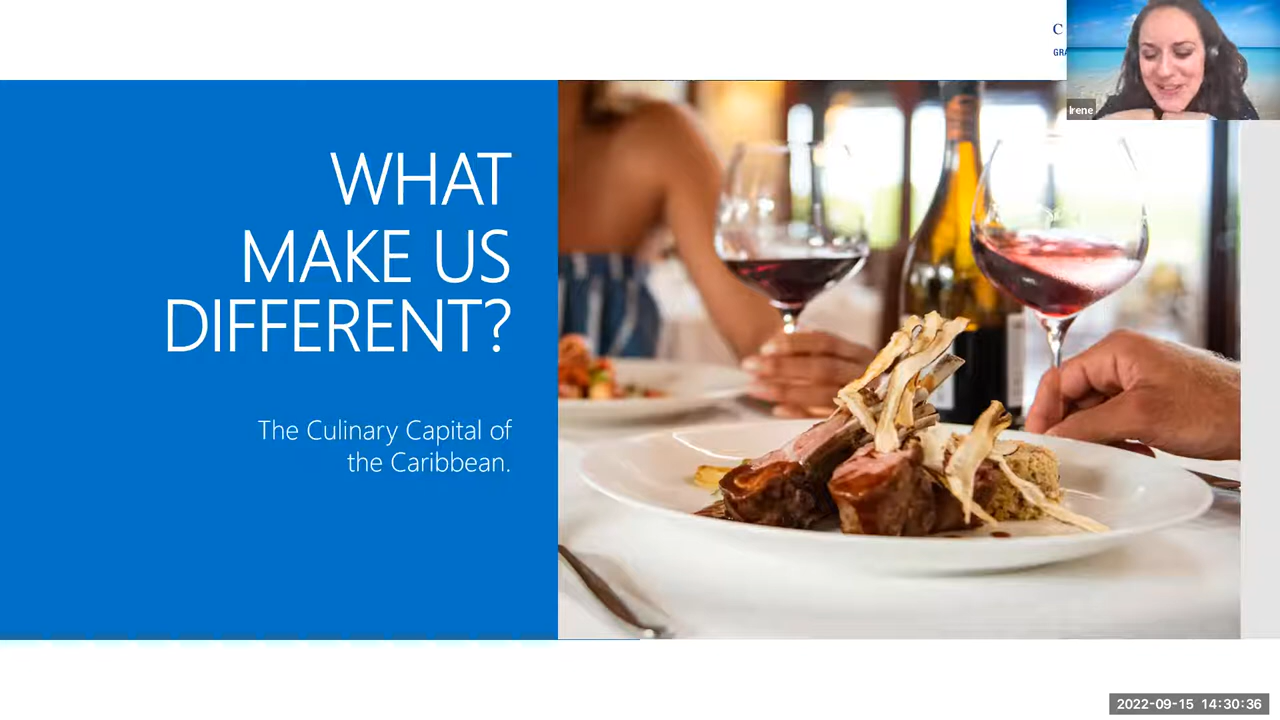 WHAT
MAKE US
DIFFERENT?
The Culinary Capital of
the Caribbean.
Irene
2022-09-15 14:30:36